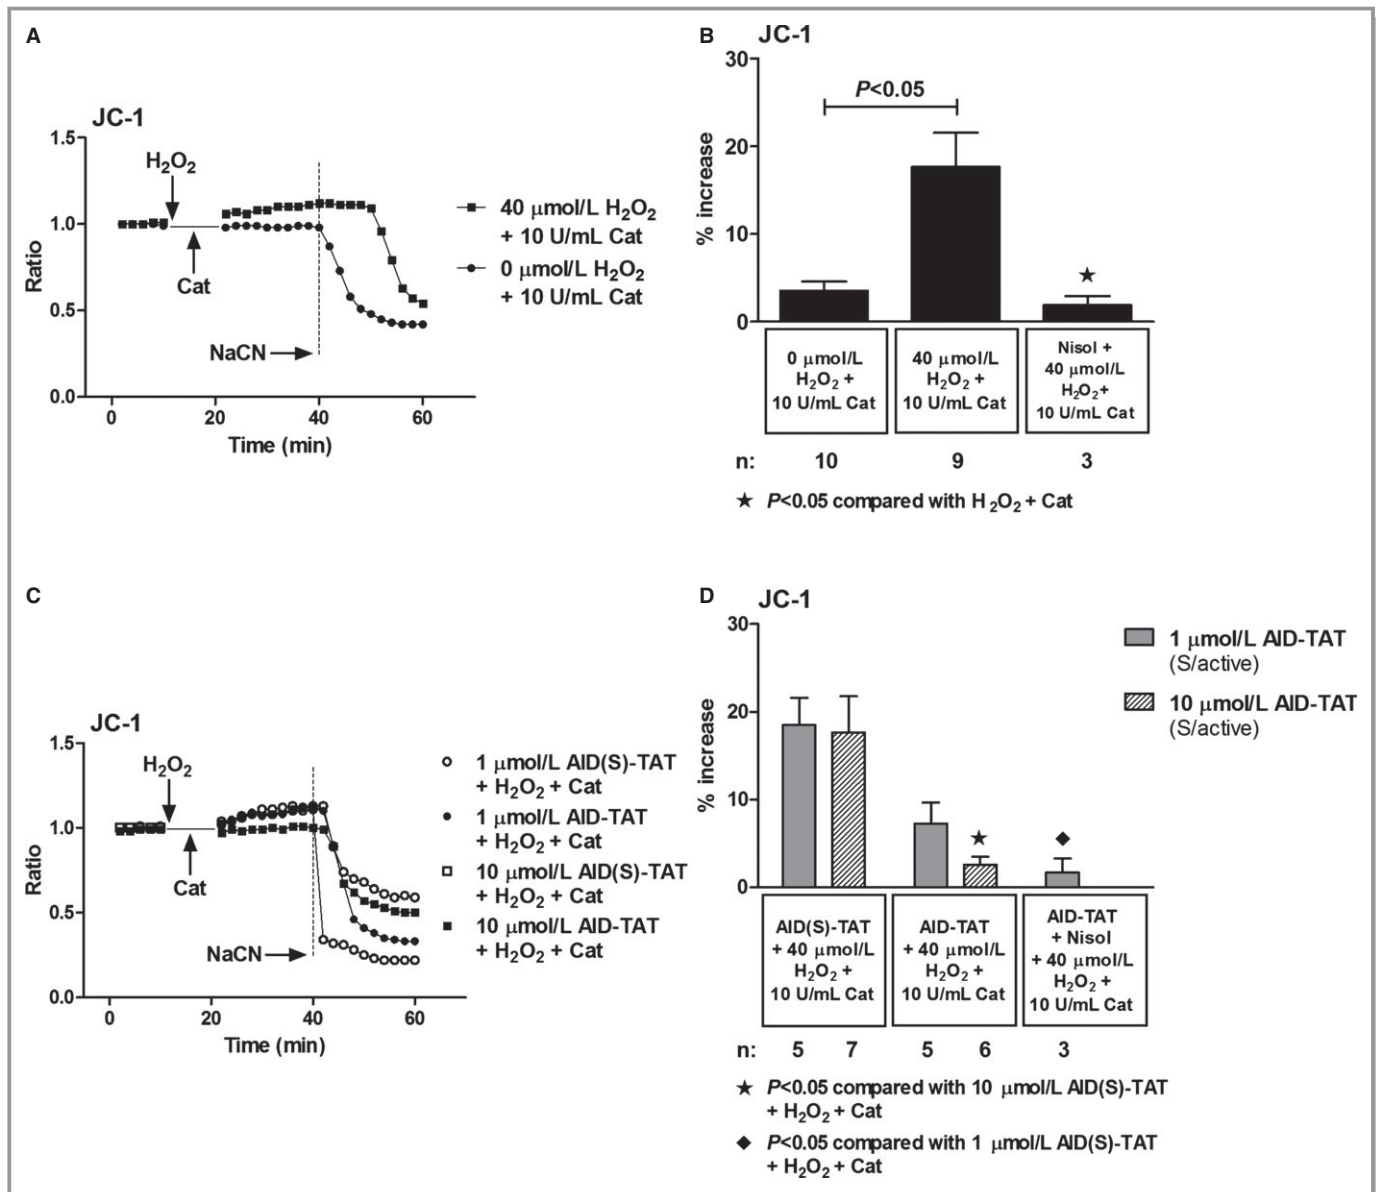 A
JC-1
1.5
1.0
0.5
0.0
Ratio
H₂O₂
Cat
NaCN
0
20
40
60
Time (min)
40 μmol/L H₂O₂
+ 10 U/mL Cat
0 μmol/L H₂O₂
+ 10 U/mL Cat
B
JC-1
30
20
10
0
% increase
P<0.05
★
0 μmol/L
H₂O₂ +
10 U/mL Cat
40 μmol/L
H₂O₂ +
10 U/mL Cat
Nisol +
40 μmol/L
H₂O₂+
10 U/mL Cat
n: 10 9 3
★ P<0.05 compared with H₂O₂ + Cat
C
JC-1
1.5
1.0
0.5
0.0
Ratio
H₂O₂
Cat
NaCN
0
20
40
60
Time (min)
1 μmol/L AID(S)-TAT
+ H₂O₂ + Cat
1 μmol/L AID-TAT
+ H₂O₂ + Cat
10 μmol/L AID(S)-TAT
+ H₂O₂ + Cat
10 μmol/L AID-TAT
+ H₂O₂ + Cat
D
JC-1
30
20
10
0
% increase
★
◆
1 μmol/L AID-TAT
(S/active)
10 μmol/L AID-TAT
(S/active)
AID(S)-TAT
+ 40 μmol/L
H₂O₂ +
10 U/mL Cat
AID-TAT
+ 40 μmol/L
H₂O₂ +
10 U/mL Cat
AID-TAT
+ Nisol
+ 40 μmol/L
H₂O₂ +
10 U/mL Cat
n: 5 7 5 6 3
★ P<0.05 compared with 10 μmol/L AID(S)-TAT
+ H₂O₂ + Cat
◆ P<0.05 compared with 1 μmol/L AID(S)-TAT
+ H₂O₂ + Cat